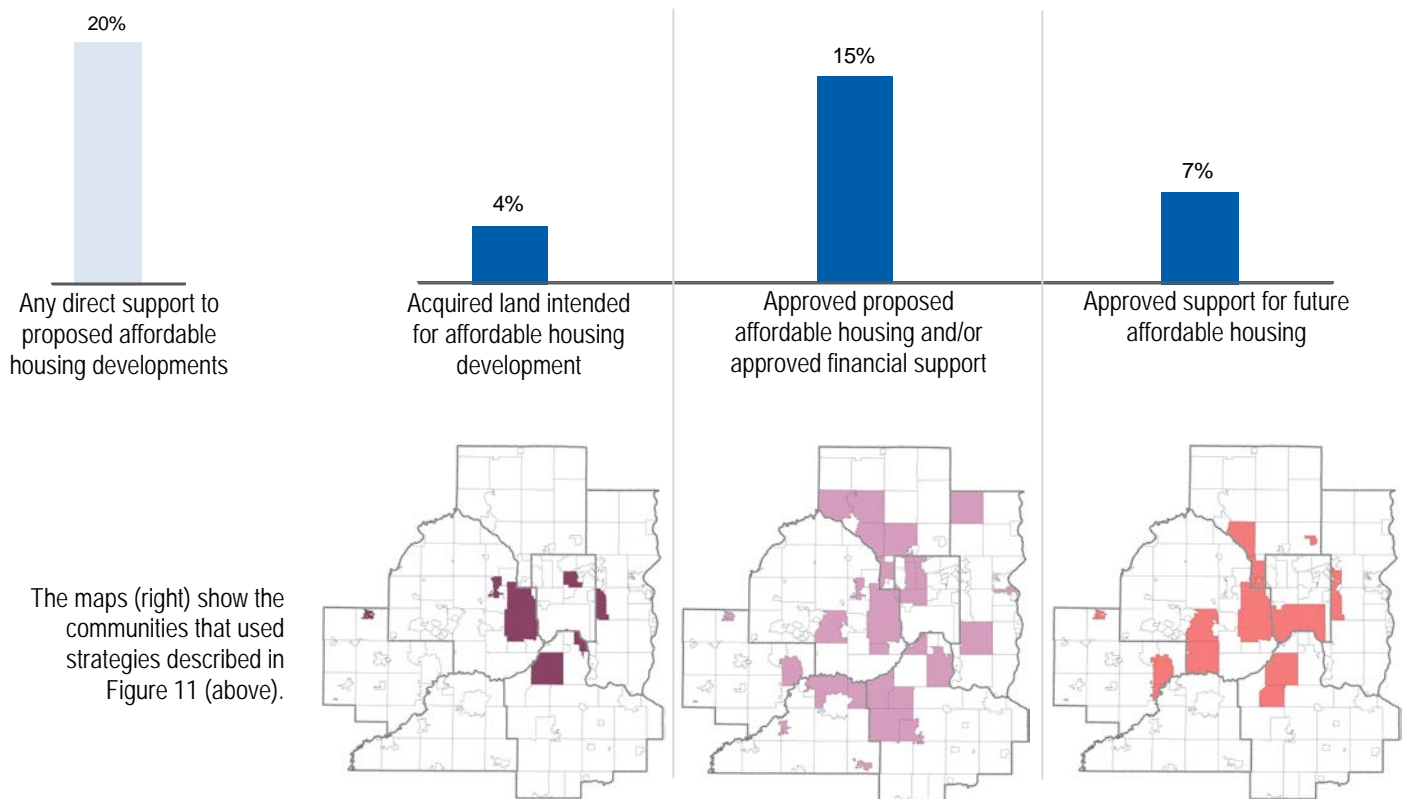 20%
Any direct support to
proposed affordable
housing developments
4%
Acquired land intended
for affordable housing
development
15%
Approved proposed
affordable housing and/or
approved financial support
7%
Approved support for future
affordable housing
The maps (right) show the
communities that used
strategies described in
Figure 11 (above).